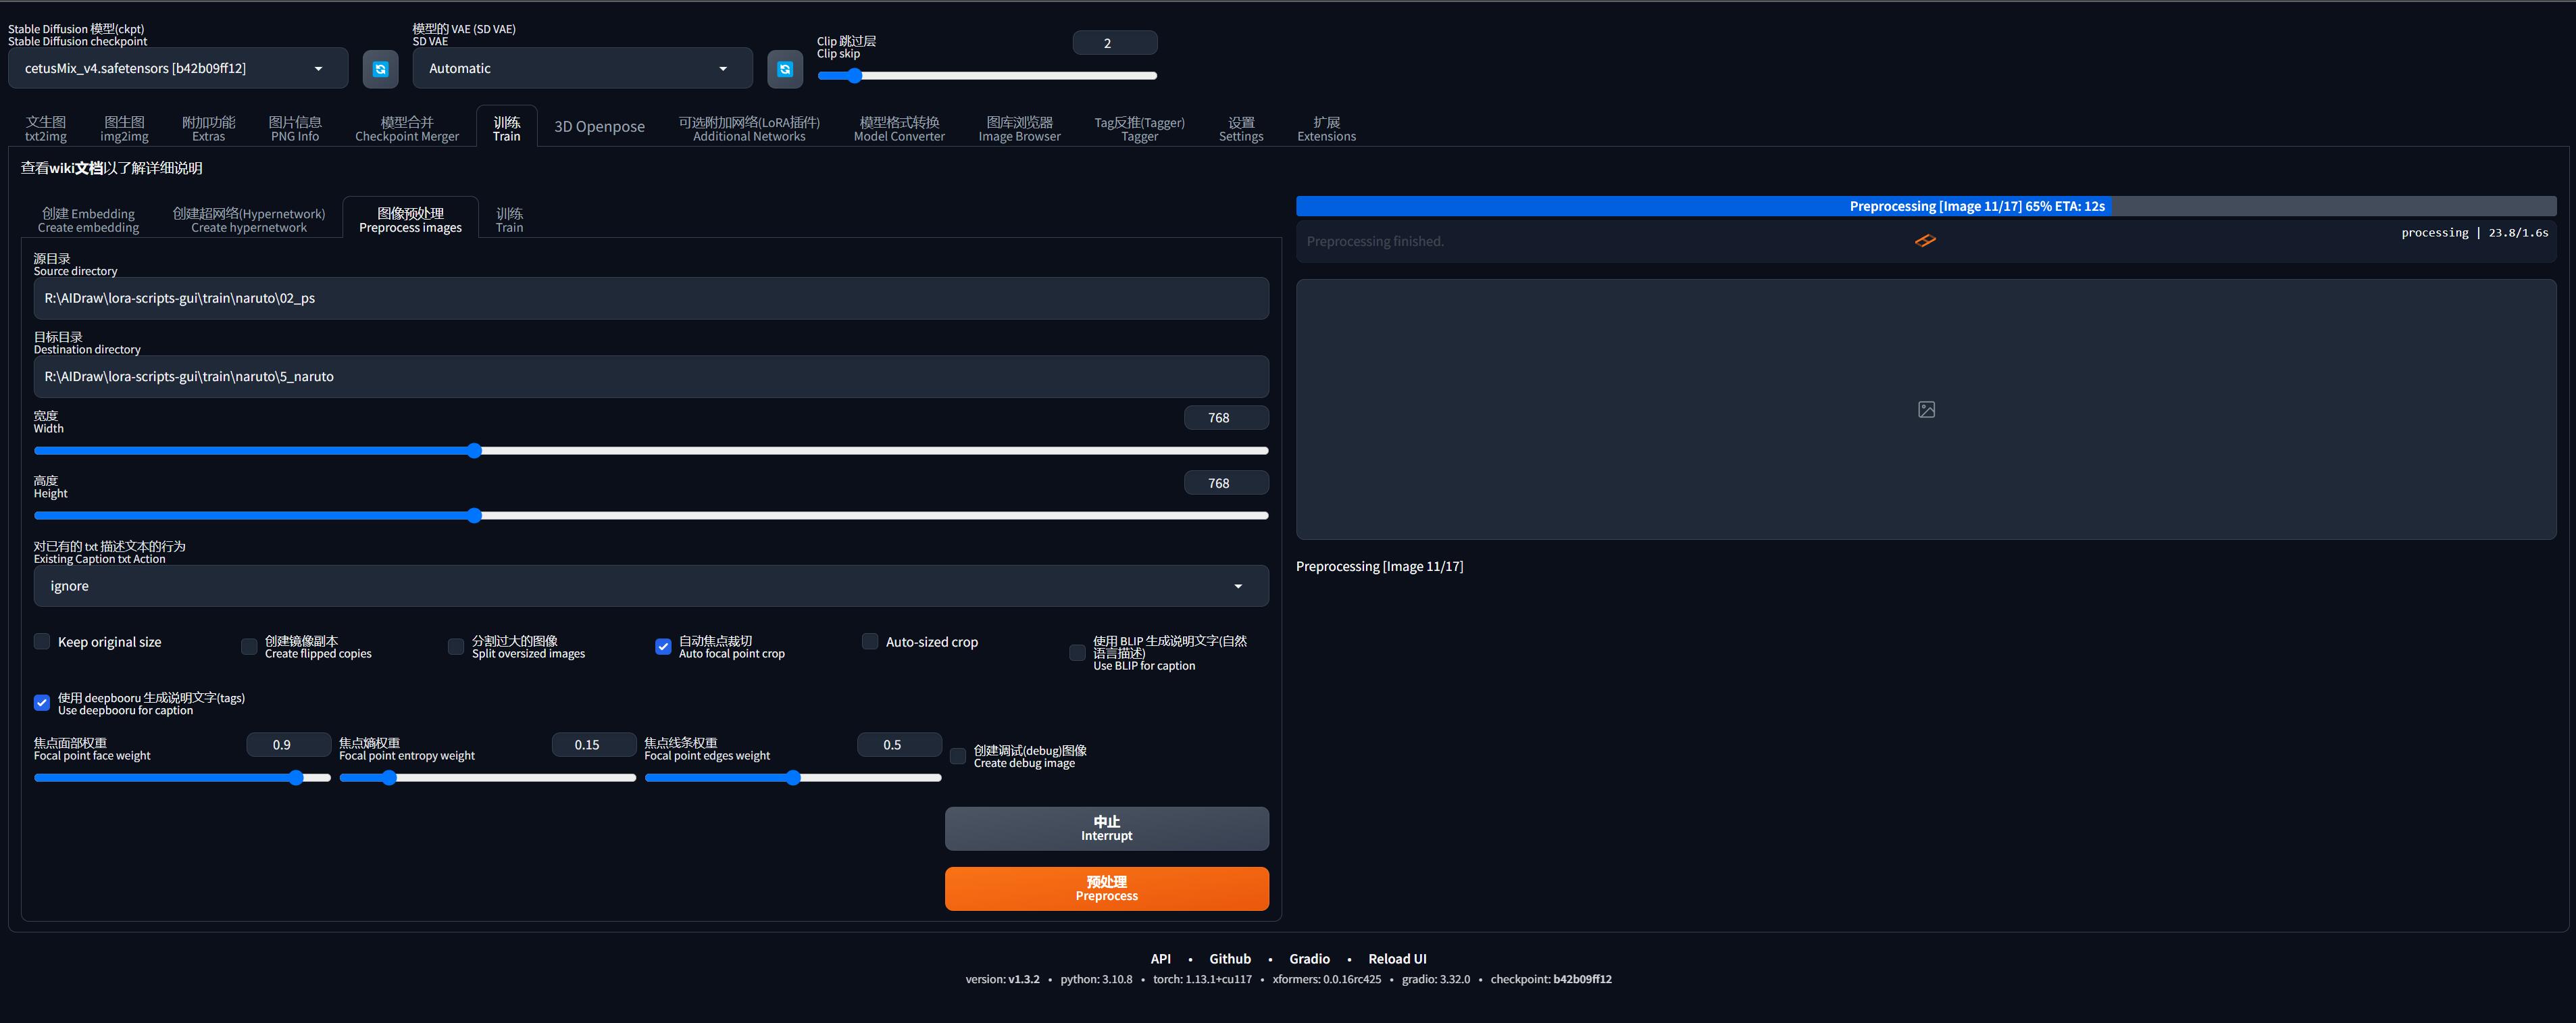 Stable Diffusion 模型(ckpt)
Stable Diffusion checkpoint
cetusMix_v4.safetensors [b42b09ff12]
模型的 VAE (SD VAE)
SD VAE
Automatic
Clip 跳过层
Clip skip
2
文生图
txt2img
图生图
img2img
附加功能
Extras
图片信息
PNG Info
模型合并
Checkpoint Merger
训练
Train
3D Openpose
可选附加网络(LoRA插件)
Additional Networks
模型格式转换
Model Converter
图库浏览器
Image Browser
Tag反推(Tagger)
Tagger
设置
Settings
扩展
Extensions
查看wiki文档以了解详细说明
创建 Embedding
Create embedding
创建超网络(Hypernetwork)
Create hypernetwork
图像预处理
Preprocess images
训练
Train
源目录
Source directory
R:\AIDraw\lora-scripts-gui\train\naruto\02_ps
目标目录
Destination directory
R:\AIDraw\lora-scripts-gui\train\naruto\5_naruto
宽度
Width
768
高度
Height
768
对已有的 txt 描述文本的行为
Existing Caption txt Action
ignore
Keep original size
创建镜像副本
Create flipped copies
分割过大的图像
Split oversized images
自动焦点裁切
Auto focal point crop
Auto-sized crop
使用 BLIP 生成说明文字(自然
语言描述)
Use BLIP for caption
使用 deepbooru 生成说明文字(tags)
Use deepbooru for caption
焦点面部权重
Focal point face weight
0.9
焦点熵权重
Focal point entropy weight
0.15
焦点线条权重
Focal point edges weight
0.5
创建调试(debug)图像
Create debug image
中止
Interrupt
预处理
Preprocess
Preprocessing [Image 11/17] 65% ETA: 12s
Preprocessing finished.
processing | 23.8/1.6s
Preprocessing [Image 11/17]
API • Github • Gradio • Reload UI
version: v1.3.2 • python: 3.10.8 • torch: 1.13.1+cu117 • xformers: 0.0.16rc425 • gradio: 3.32.0 • checkpoint: b42b09ff12